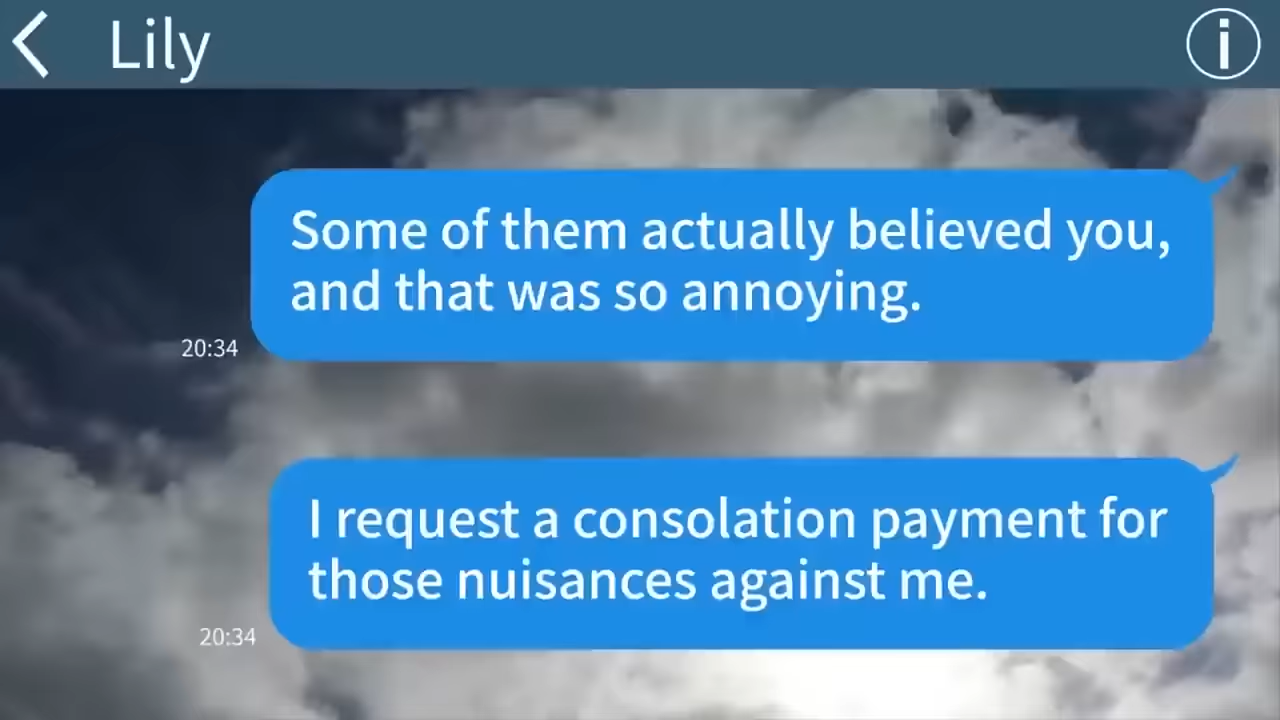 Lily
Some of them actually believed you,
and that was so annoying.
20:34
I request a consolation payment for
those nuisances against me.
20:34